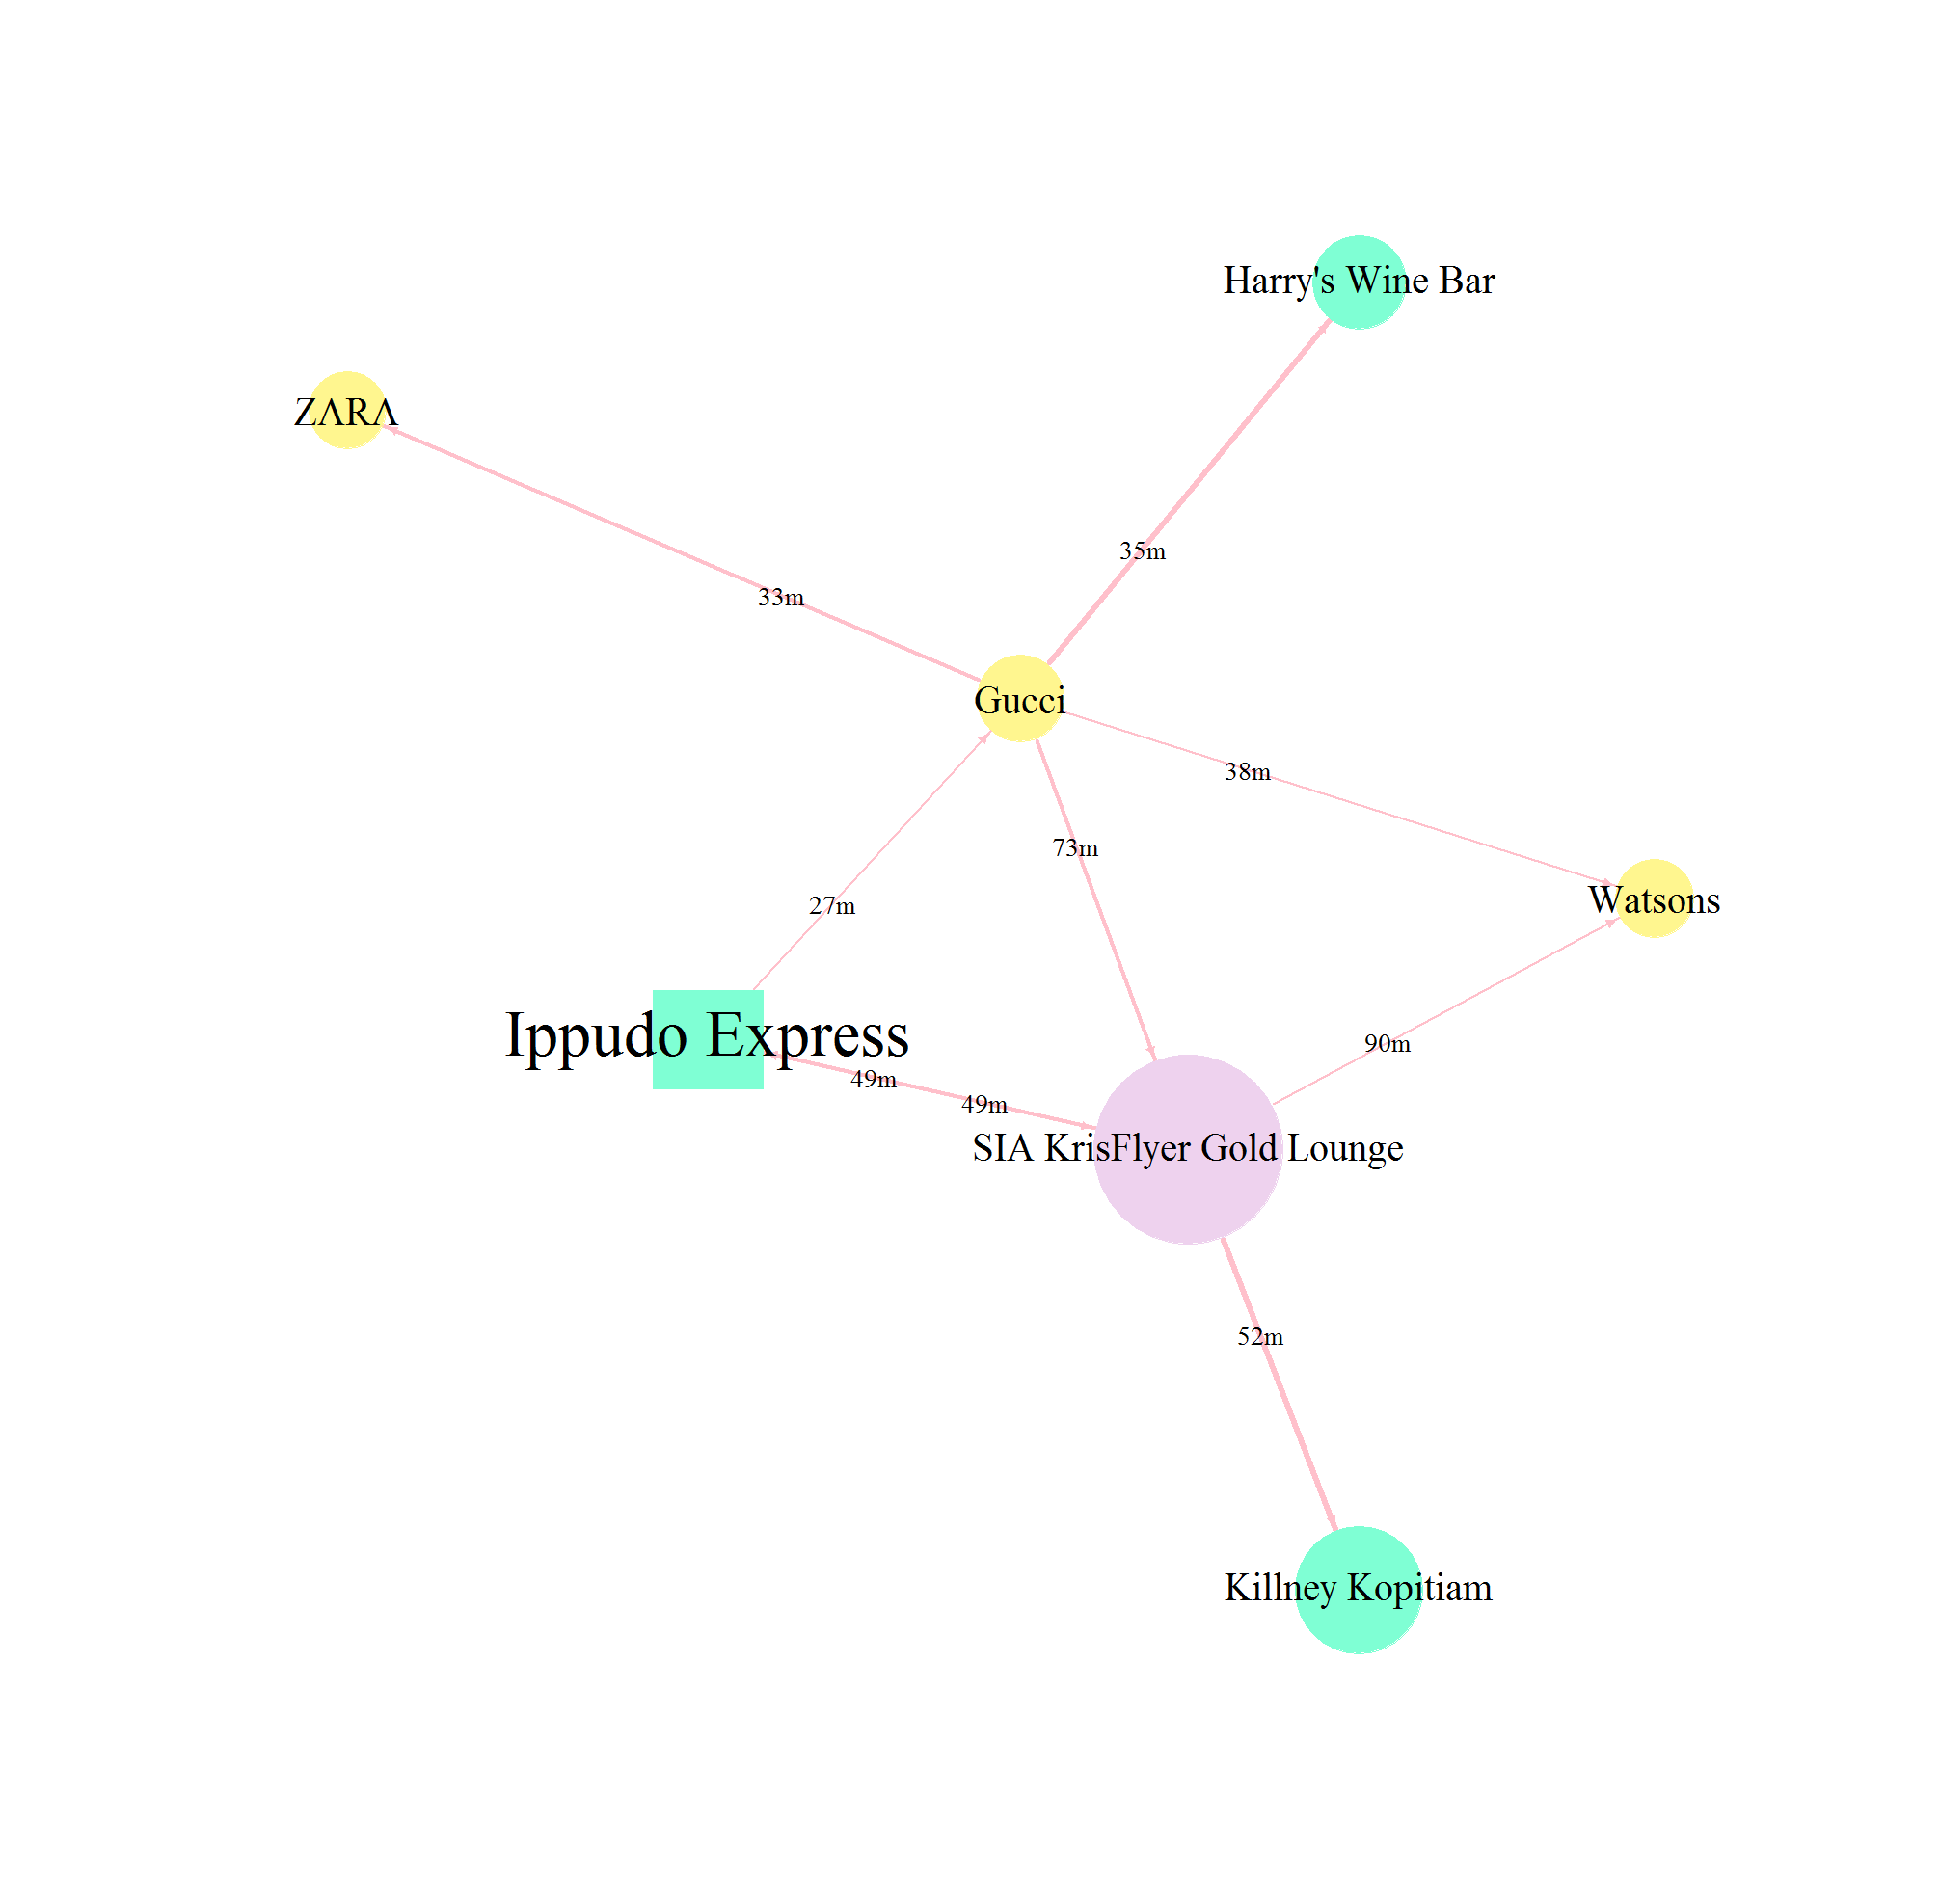 Harry's Wine Bar
ZARA
35m
33m
Gucci
38m
73m
Watsons
27m
Ippudo Express
90m
49m
49m
SIA KrisFlyer Gold Lounge
52m
Killney Kopitiam